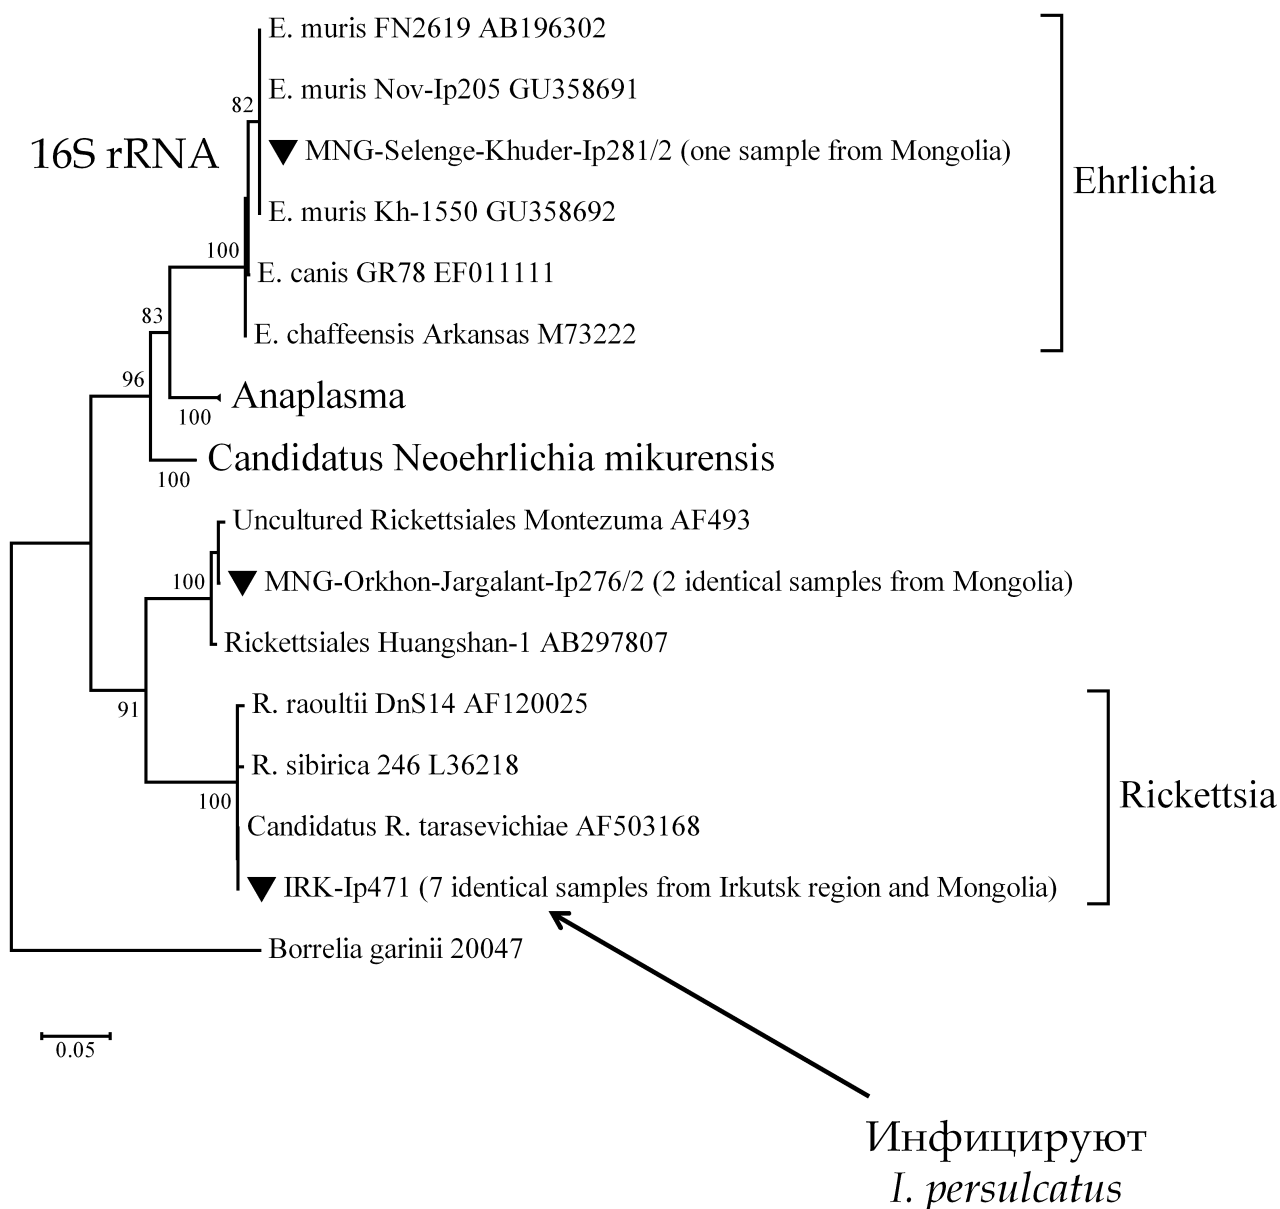 E. muris FN2619 AB196302
82
E. muris Nov-Ip205 GU358691
16S rRNA
MNG-Selenge-Khuder-Ip281/2 (one sample from Mongolia)
Ehrlichia
E. muris Kh-1550 GU358692
100
E. canis GR78 EF011111
83
E. chaffeensis Arkansas M73222
96
Anaplasma
100
Candidatus Neoehrlichia mikurensis
100
Uncultured Rickettsiales Montezuma AF493
100
MNG-Orkhon-Jargalant-Ip276/2 (2 identical samples from Mongolia)
Rickettsiales Huangshan-1 AB297807
91
R. raoultii DnS14 AF120025
R. sibirica 246 L36218
100
Rickettsia
Candidatus R. tarasevichiae AF503168
IRK-Ip471 (7 identical samples from Irkutsk region and Mongolia)
Borrelia garinii 20047
0.05
Инфицируют
I. persulcatus